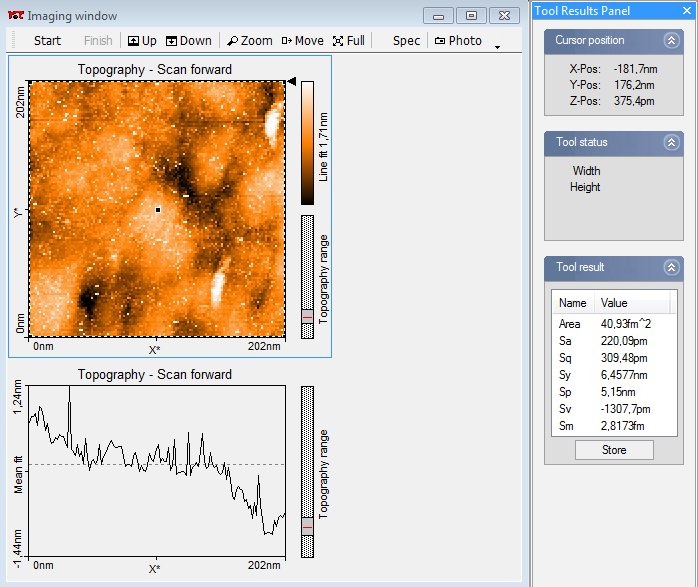 Imaging window
Start Finish Up Down Zoom Move Full Spec Photo
Topography - Scan forward
202nm
Y*
0nm
0nm X* 202nm
Line fit 1,71nm
Topography range
Topography - Scan forward
1,24nm
Mean fit
-1,44nm
0nm X* 202nm
Topography range
Tool Results Panel
Cursor position
X-Pos: -181,7nm
Y-Pos: 176,2nm
Z-Pos: 375,4pm
Tool status
Width
Height
Tool result
Name Value
Area 40,93fm^2
Sa 220,09pm
Sq 309,48pm
Sy 6,4577nm
Sp 5,15nm
Sv -1307,7pm
Sm 2,8173fm
Store